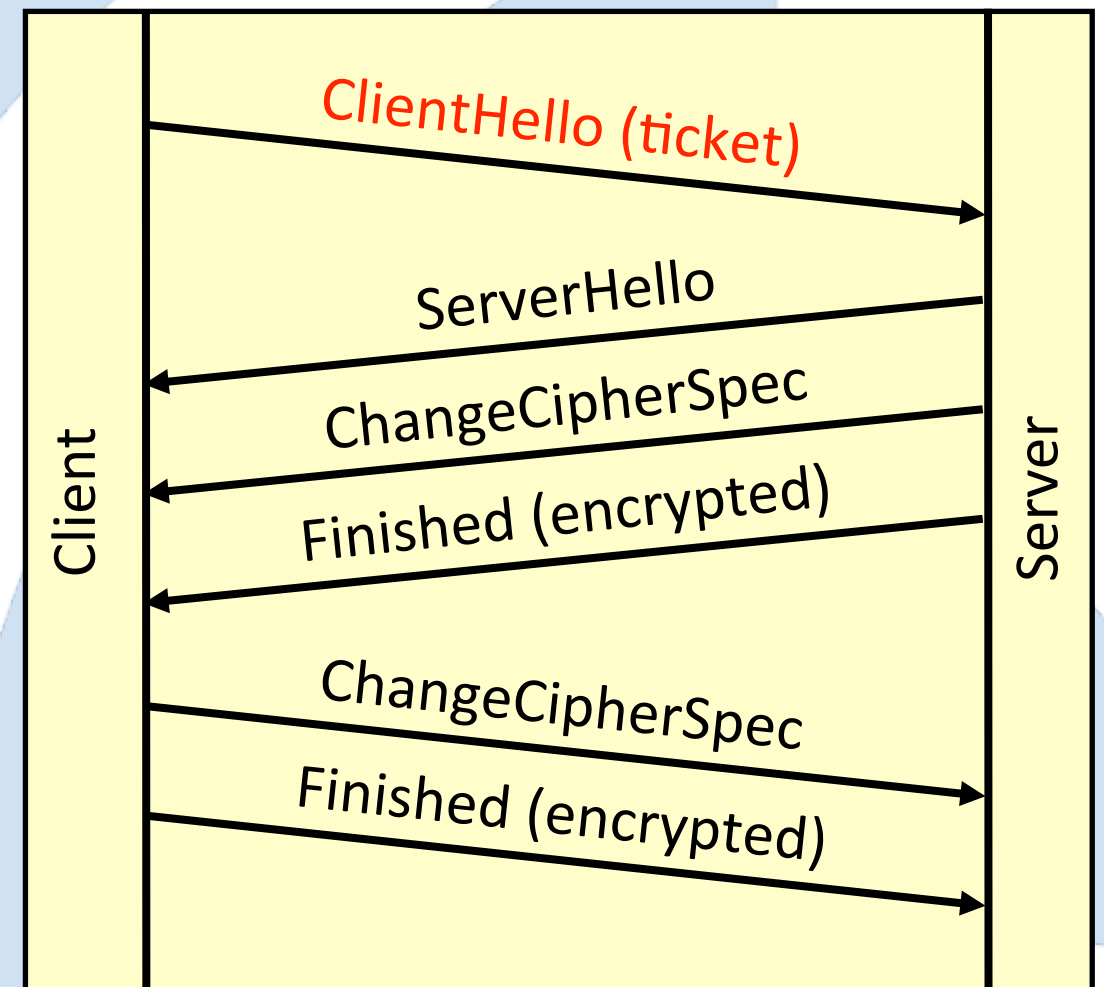 ClientHello (ticket)
ServerHello
ChangeCipherSpec
Finished (encrypted)
Client
Server
ChangeCipherSpec
Finished (encrypted)